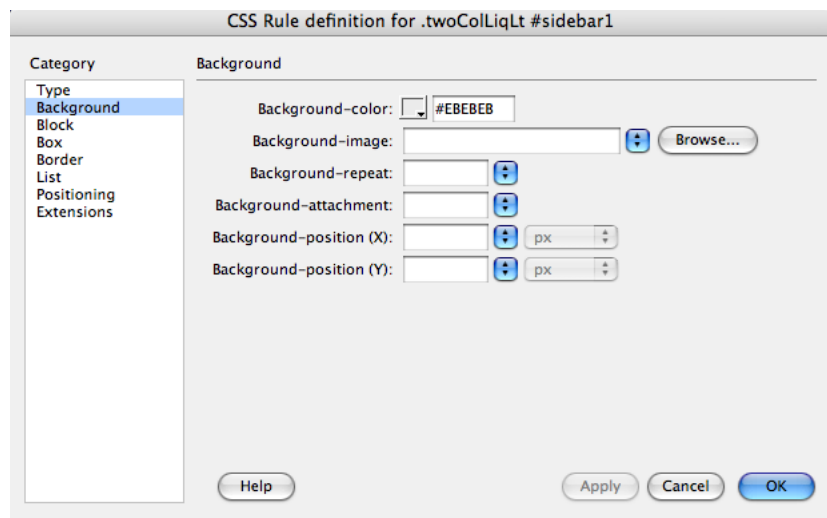 CSS Rule definition for .twoColLiqLt #sidebar1
Category
Type
Background
Block
Box
Border
List
Positioning
Extensions
Background
Background-color: #EBEBEB
Background-image: Browse...
Background-repeat:
Background-attachment:
Background-position (X): px
Background-position (Y): px
Help Apply Cancel OK